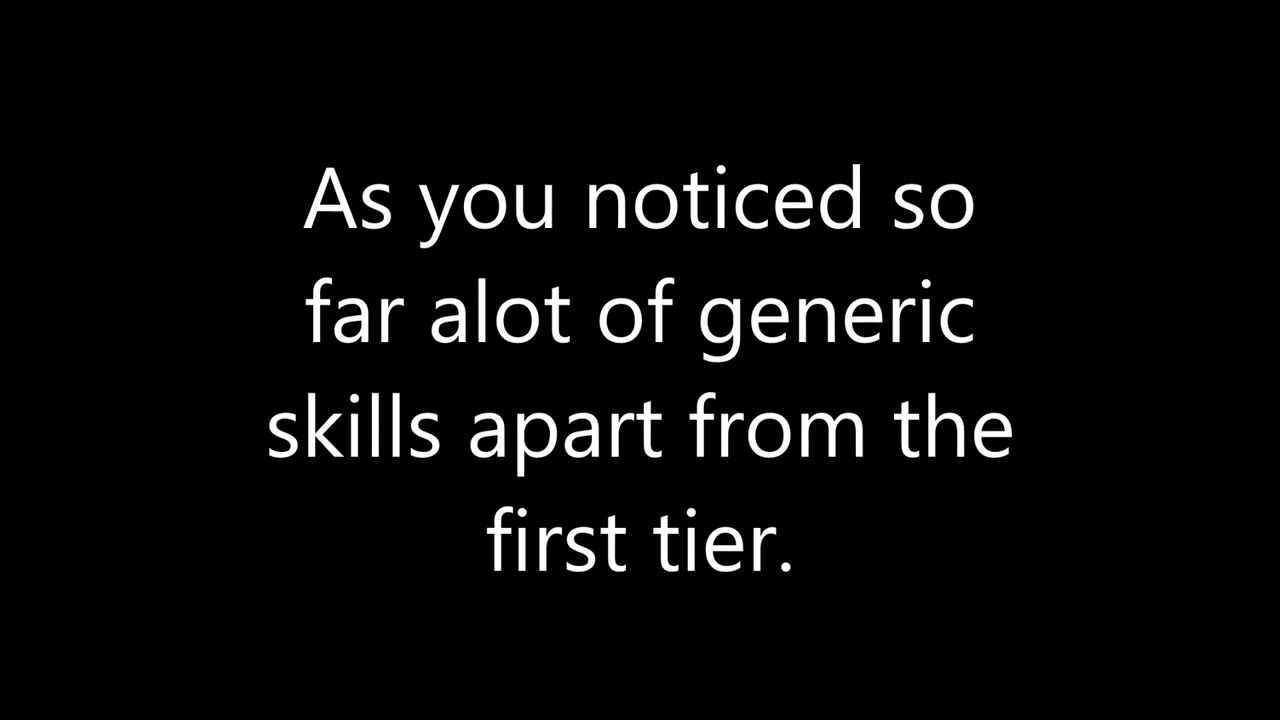 As you noticed so
far alot of generic
skills apart from the
first tier.